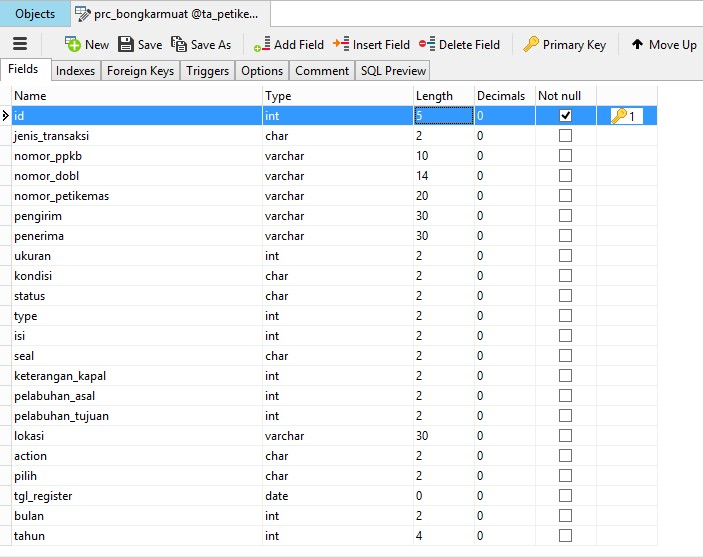 Objects prc_bongkarmuat @ta_petike...
New Save Save As Add Field Insert Field Delete Field Primary Key Move Up
Fields Indexes Foreign Keys Triggers Options Comment SQL Preview
Name Type Length Decimals Not null
id int 5 0 1
jenis_transaksi char 2 0
nomor_ppkb varchar 10 0
nomor_dobl varchar 14 0
nomor_petikemas varchar 20 0
pengirim varchar 30 0
penerima varchar 30 0
ukuran int 2 0
kondisi char 2 0
status char 2 0
type int 2 0
isi int 2 0
seal char 2 0
keterangan_kapal int 2 0
pelabuhan_asal int 2 0
pelabuhan_tujuan int 2 0
lokasi varchar 30 0
action char 2 0
pilih char 2 0
tgl_register date 0 0
bulan int 2 0
tahun int 4 0